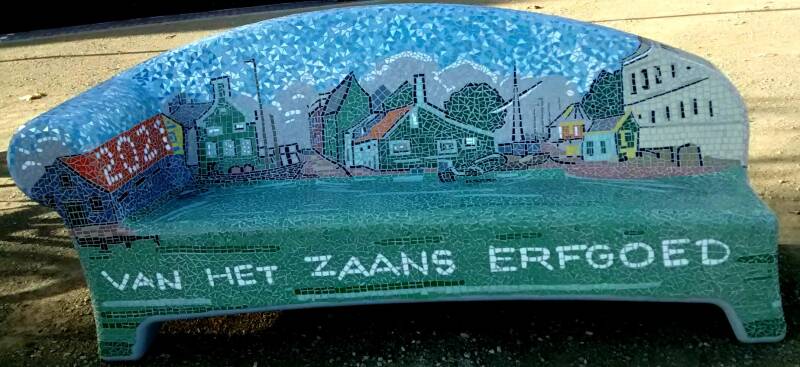 2021
VAN HET ZAANS ERFGOED